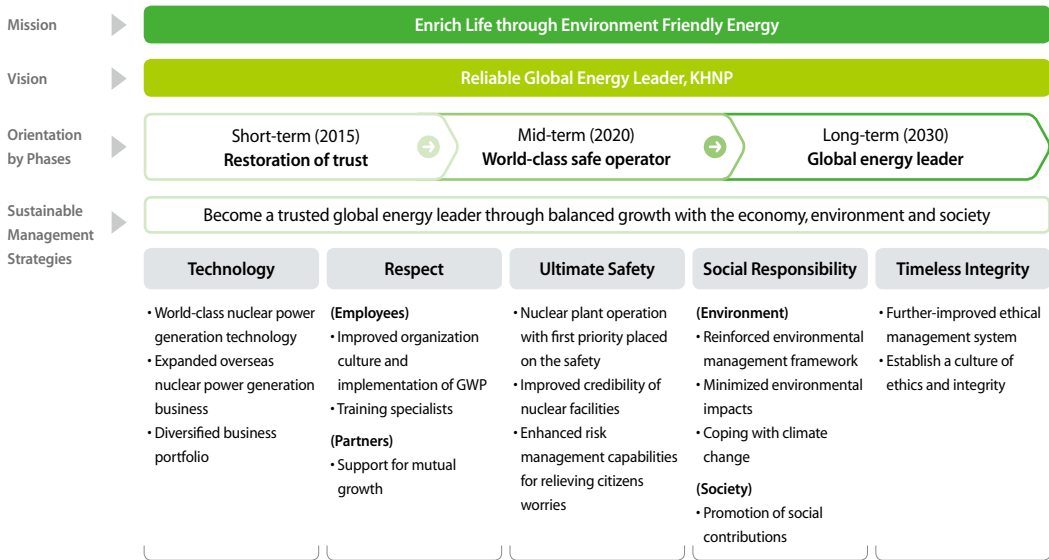 Mission
Enrich Life through Environment Friendly Energy
Vision
Reliable Global Energy Leader, KHNP
Orientation
by Phases
Short-term (2015)
Restoration of trust
Mid-term (2020)
World-class safe operator
Long-term (2030)
Global energy leader
Sustainable
Management
Strategies
Become a trusted global energy leader through balanced growth with the economy, environment and society
Technology
• World-class nuclear power
generation technology
• Expanded overseas
nuclear power generation
business
• Diversified business
portfolio
Respect
(Employees)
• Improved organization
culture and
implementation of GWP
• Training specialists
(Partners)
• Support for mutual
growth
Ultimate Safety
• Nuclear plant operation
with first priority placed
on the safety
• Improved credibility of
nuclear facilities
• Enhanced risk
management capabilities
for relieving citizens
worries
Social Responsibility
(Environment)
• Reinforced environmental
management framework
• Minimized environmental
impacts
• Coping with climate
change
(Society)
• Promotion of social
contributions
Timeless Integrity
• Further-improved ethical
management system
• Establish a culture of
ethics and integrity